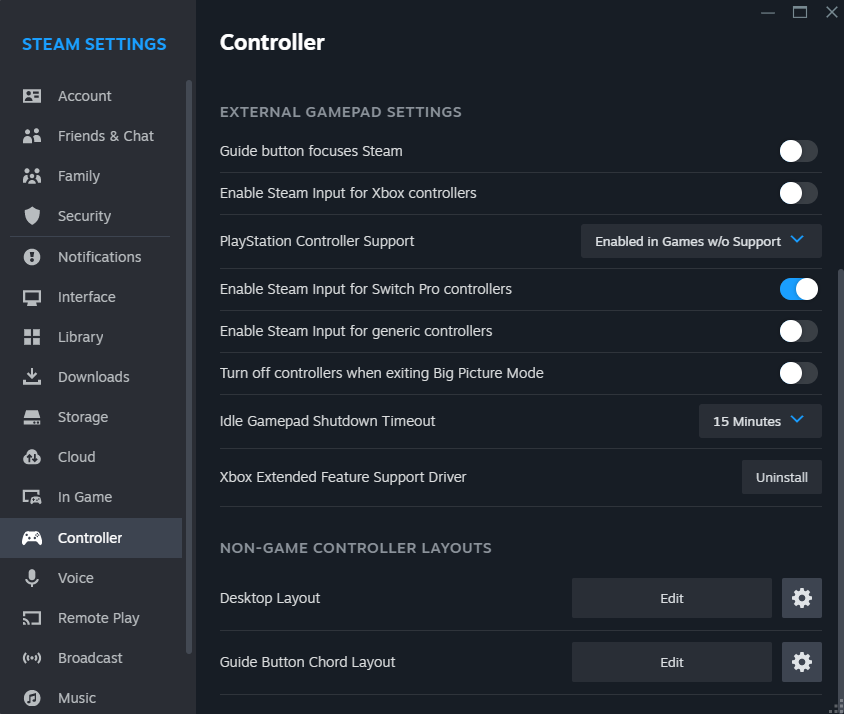 STEAM SETTINGS
Account
Friends & Chat
Family
Security
Notifications
Interface
Library
Downloads
Storage
Cloud
In Game
Controller
Voice
Remote Play
Broadcast
Music
Controller
EXTERNAL GAMEPAD SETTINGS
Guide button focuses Steam
Enable Steam Input for Xbox controllers
PlayStation Controller Support
Enabled in Games w/o Support
Enable Steam Input for Switch Pro controllers
Enable Steam Input for generic controllers
Turn off controllers when exiting Big Picture Mode
Idle Gamepad Shutdown Timeout
15 Minutes
Xbox Extended Feature Support Driver
Uninstall
NON-GAME CONTROLLER LAYOUTS
Desktop Layout
Edit
Guide Button Chord Layout
Edit